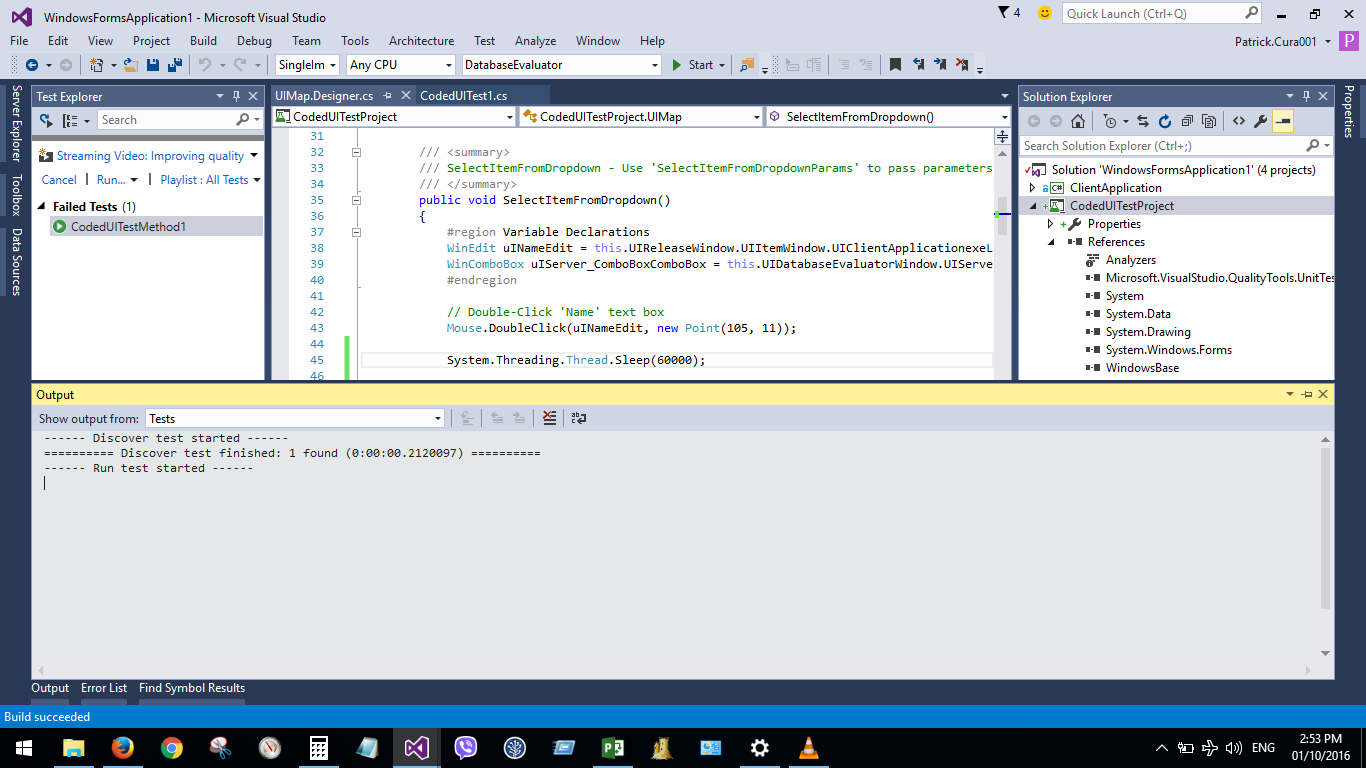 WindowsFormsApplication1 - Microsoft Visual Studio
4
Quick Launch (Ctrl+Q)
File Edit View Project Build Debug Team Tools Architecture Test Analyze Window Help
Patrick.Cura001
P
SingleIm
Any CPU
DatabaseEvaluator
Start
Server Explorer
Toolbox
Data Sources
Test Explorer
Search
Streaming Video: Improving quality
Cancel Run... Playlist : All Tests
Failed Tests (1)
CodedUITestMethod1
UIMap.Designer.cs
CodedUITest1.cs
CodedUITestProject
CodedUITestProject.UIMap
SelectItemFromDropdown()
31
32 /// <summary>
33 /// SelectItemFromDropdown - Use 'SelectItemFromDropdownParams' to pass parameters
34 /// </summary>
35 public void SelectItemFromDropdown()
36 {
37 #region Variable Declarations
38 WinEdit uINameEdit = this.UIReleaseWindow.UIItemWindow.UIClientApplicationexeL
39 WinComboBox uIServer_ComboBoxComboBox = this.UIDatabaseEvaluatorWindow.UIServe
40 #endregion
41
42 // Double-Click 'Name' text box
43 Mouse.DoubleClick(uINameEdit, new Point(105, 11));
44
45 System.Threading.Thread.Sleep(60000);
46
Solution Explorer
Search Solution Explorer (Ctrl+;)
Solution 'WindowsFormsApplication1' (4 projects)
ClientApplication
CodedUITestProject
Properties
References
Analyzers
Microsoft.VisualStudio.QualityTools.UnitTes
System
System.Data
System.Drawing
System.Windows.Forms
WindowsBase
Properties
Output
Show output from: Tests
------ Discover test started ------
========== Discover test finished: 1 found (0:00:00.2120097) ==========
------ Run test started ------
Output Error List Find Symbol Results
Build succeeded
ENG
2:53 PM
01/10/2016